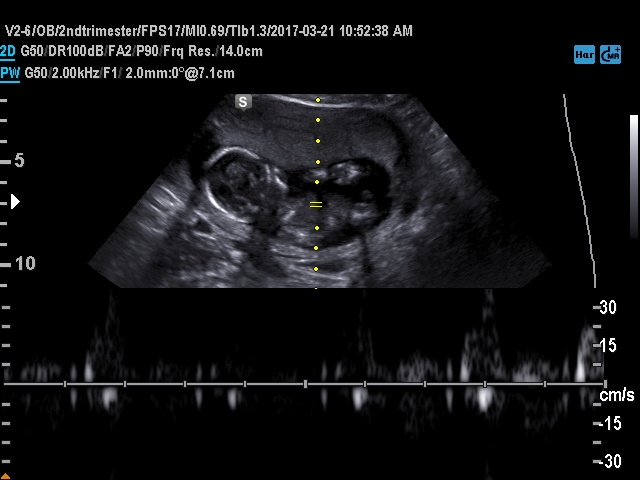 V2-6/OB/2ndtrimester/FPS17/MI0.69/TIb1.3/2017-03-21 10:52:38 AM
2D G50/DR100dB/FA2/P90/Frq Res./14.0cm
PW G50/2.00kHz/F1/ 2.0mm:0°@7.1cm
Har
CMR
S
5
10
30
15
cm/s
-15
-30